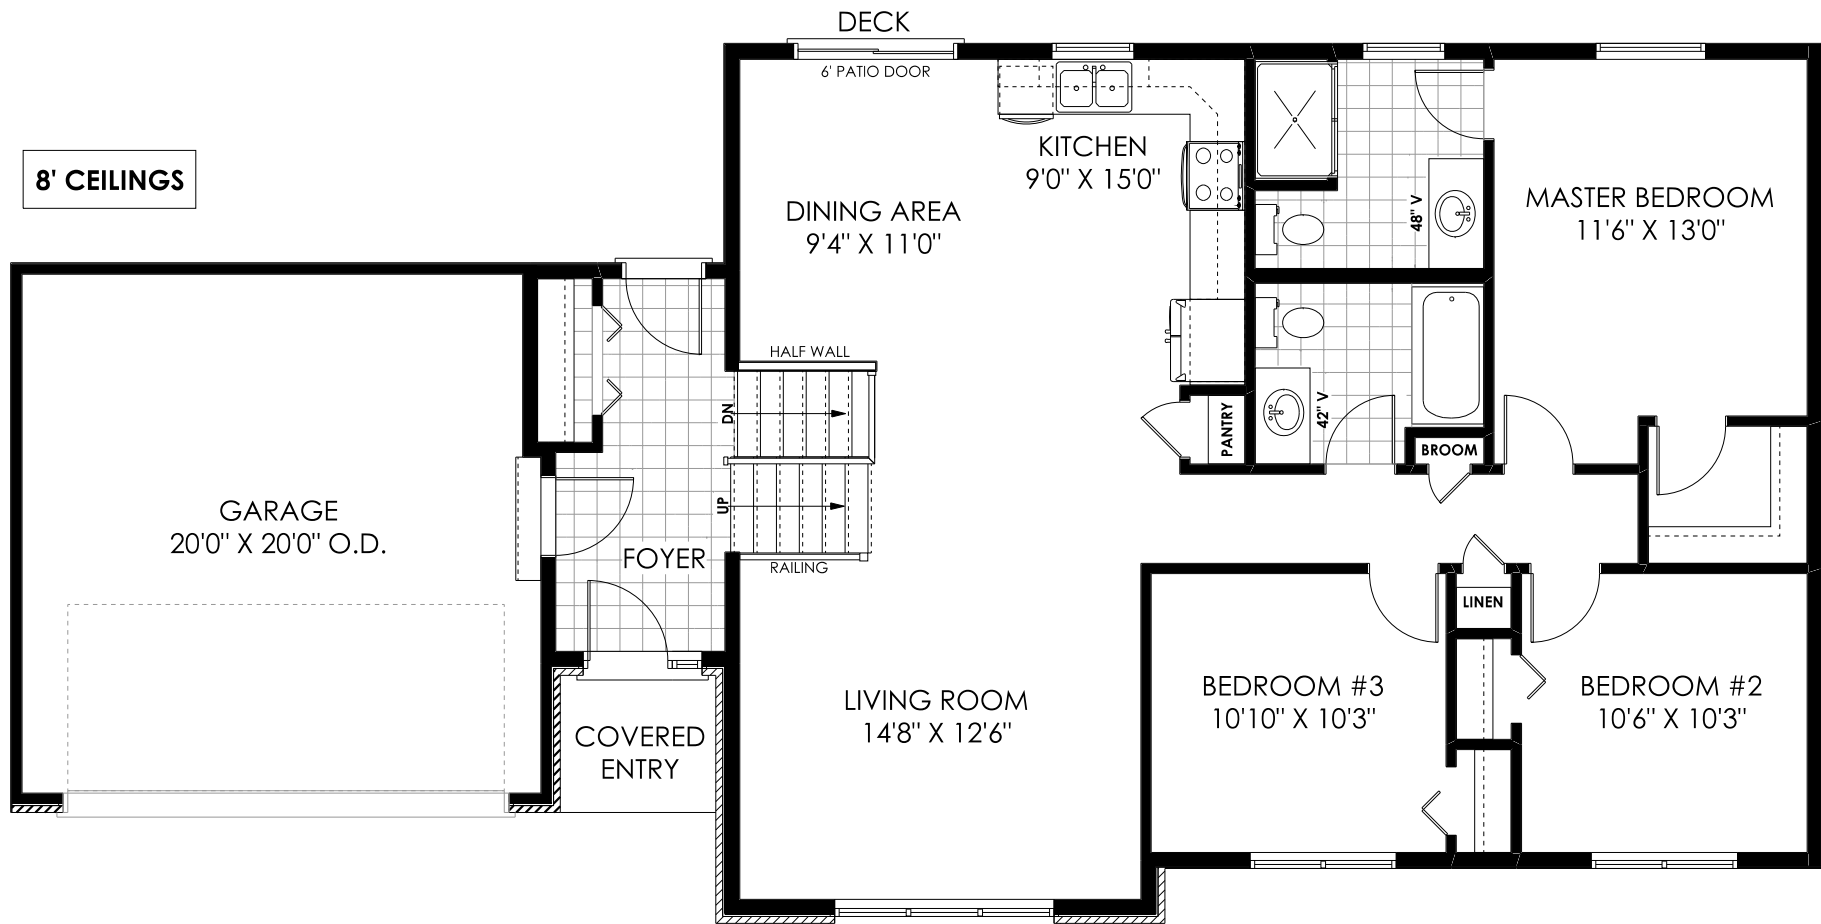 DECK
6' PATIO DOOR
8' CEILINGS
KITCHEN
9'0" X 15'0"
DINING AREA
9'4" X 11'0"
MASTER BEDROOM
11'6" X 13'0"
48" V
HALF WALL
DN
42" V
PANTRY
BROOM
UP
GARAGE
20'0" X 20'0" O.D.
FOYER
RAILING
LINEN
LIVING ROOM
14'8" X 12'6"
BEDROOM #3
10'10" X 10'3"
BEDROOM #2
10'6" X 10'3"
COVERED
ENTRY